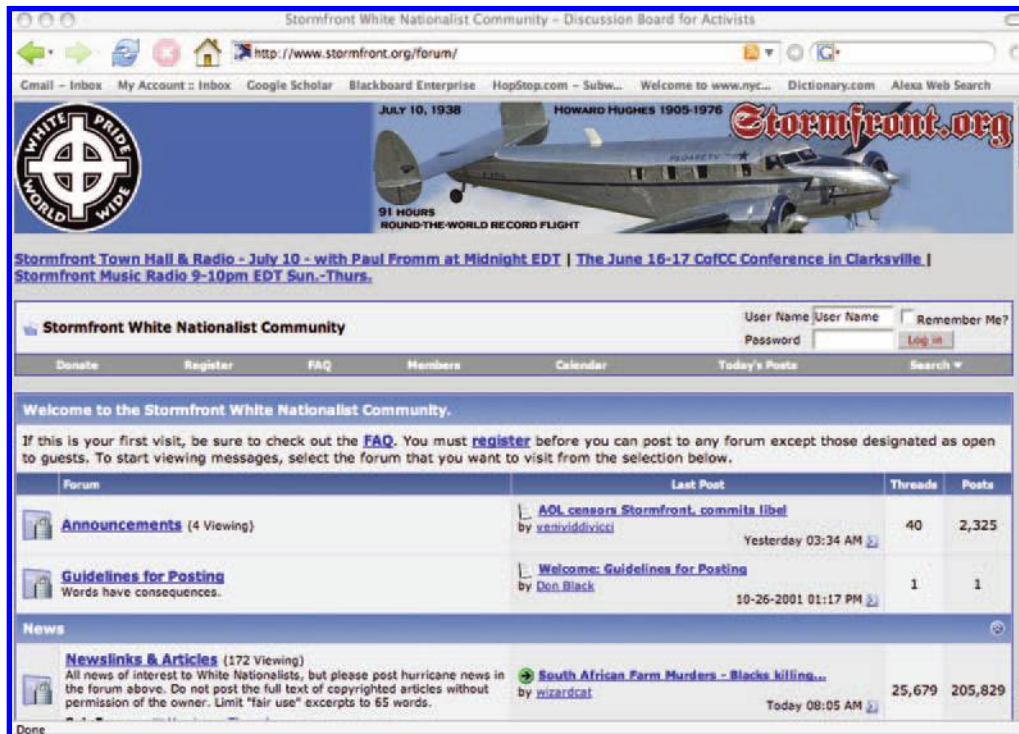 Stormfront White Nationalist Community – Discussion Board for Activists
http://www.stormfront.org/forum/
Gmail – Inbox My Account :: Inbox Google Scholar Blackboard Enterprise HopStop.com – Subw... Welcome to www.nyc... Dictionary.com Alexa Web Search
WHITE PRIDE WORLD WIDE
JULY 10, 1938 HOWARD HUGHES 1905-1976 Stormfront.org
91 HOURS
ROUND-THE-WORLD RECORD FLIGHT
Stormfront Town Hall & Radio - July 10 - with Paul Fromm at Midnight EDT | The June 16-17 CofCC Conference in Clarksville |
Stormfront Music Radio 9-10pm EDT Sun.-Thurs.
Stormfront White Nationalist Community
User Name User Name Remember Me?
Password Log in
Donate Register FAQ Members Calendar Today's Posts Search
Welcome to the Stormfront White Nationalist Community.
If this is your first visit, be sure to check out the FAQ. You must register before you can post to any forum except those designated as open
to guests. To start viewing messages, select the forum that you want to visit from the selection below.
Forum Last Post Threads Posts
Announcements (4 Viewing)
AOL censors Stormfront, commits libel
by venividdivicci
Yesterday 03:34 AM
40 2,325
Guidelines for Posting
Words have consequences.
Welcome: Guidelines for Posting
by Don Black
10-26-2001 01:17 PM
1 1
News
Newslinks & Articles (172 Viewing)
All news of interest to White Nationalists, but please post hurricane news in
the forum above. Do not post the full text of copyrighted articles without
permission of the owner. Limit "fair use" excerpts to 65 words.
South African Farm Murders - Blacks killing...
by wizardcat
Today 08:05 AM
25,679 205,829
Done